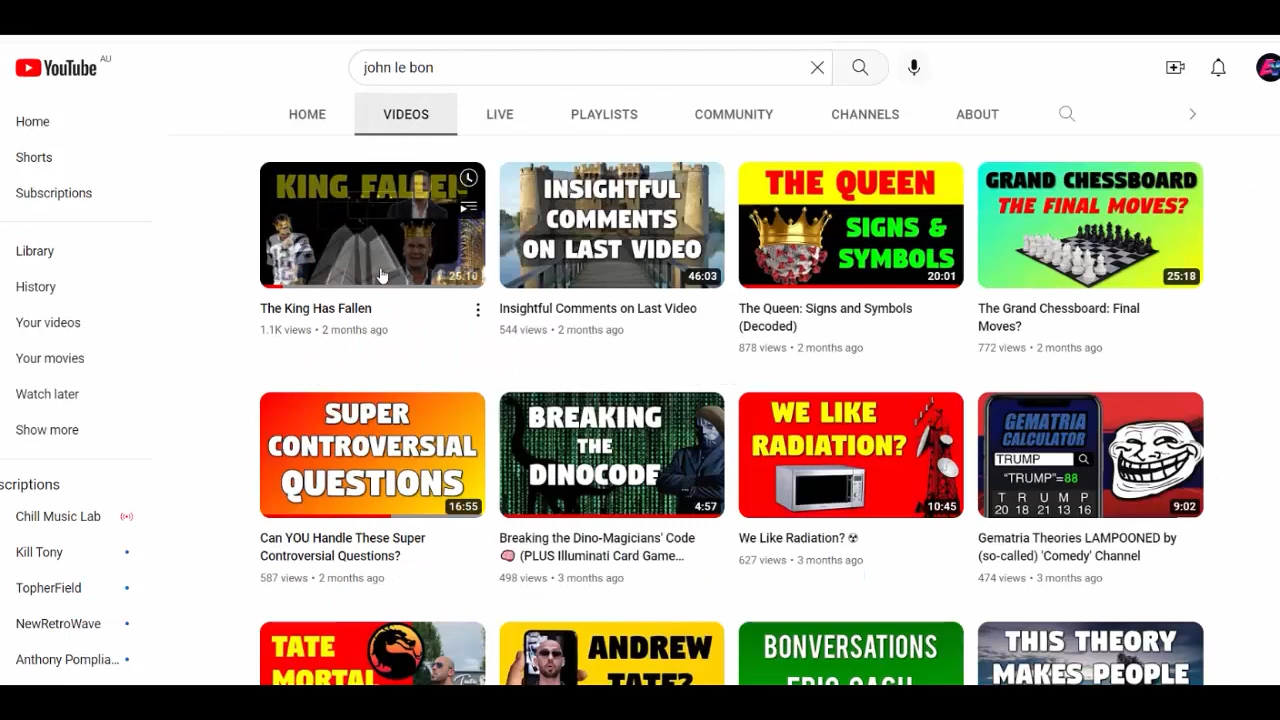 YouTube AU
john le bon
HOME VIDEOS LIVE PLAYLISTS COMMUNITY CHANNELS ABOUT
Home
Shorts
Subscriptions
Library
History
Your videos
Your movies
Watch later
Show more
scriptions
Chill Music Lab
Kill Tony
TopherField
NewRetroWave
Anthony Pomplia...
KING FALLEN
25:10
The King Has Fallen
1.1K views • 2 months ago
INSIGHTFUL
COMMENTS
ON LAST VIDEO
46:03
Insightful Comments on Last Video
544 views • 2 months ago
THE QUEEN
SIGNS &
SYMBOLS
20:01
The Queen: Signs and Symbols
(Decoded)
878 views • 2 months ago
GRAND CHESSBOARD
THE FINAL MOVES?
25:18
The Grand Chessboard: Final
Moves?
772 views • 2 months ago
SUPER
CONTROVERSIAL
QUESTIONS
16:55
Can YOU Handle These Super
Controversial Questions?
587 views • 2 months ago
BREAKING
THE
DINOCODE
4:57
Breaking the Dino-Magicians' Code
🧠 (PLUS Illuminati Card Game...
498 views • 3 months ago
WE LIKE
RADIATION?
10:45
We Like Radiation? ☢
627 views • 3 months ago
GEMATRIA
CALCULATOR
TRUMP
"TRUMP"=88
T R U M P
20 18 21 13 16
9:02
Gematria Theories LAMPOONED by
(so-called) 'Comedy' Channel
474 views • 3 months ago
TATE
MORTAL
ANDREW
TATE?
BONVERSATIONS
ERIC CASH
THIS THEORY
MAKES PEOPLE